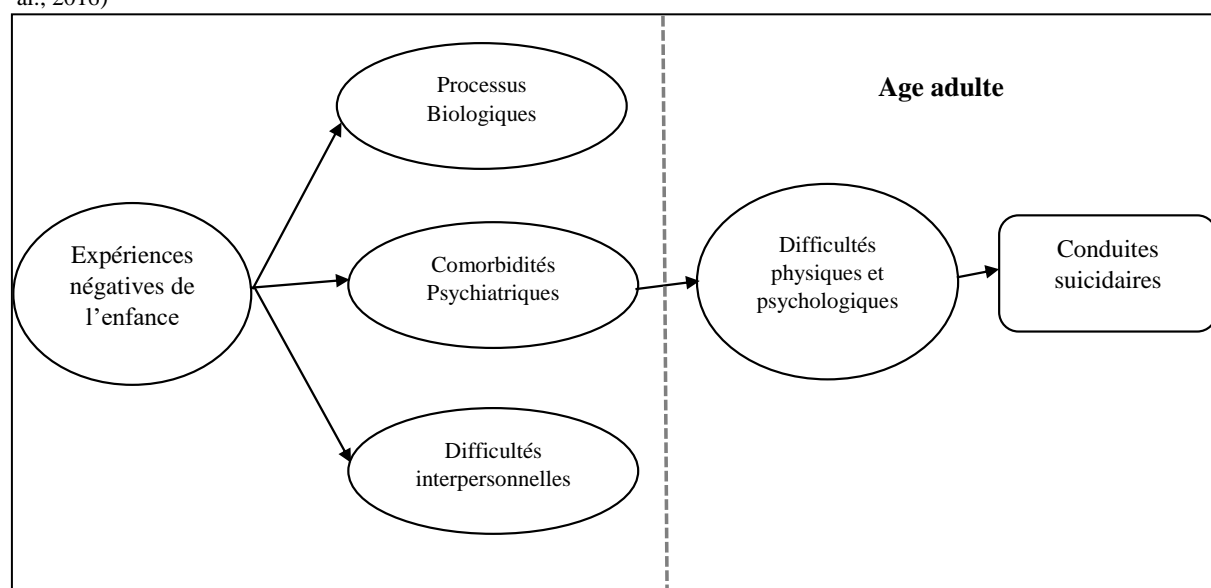 al., 2016)
Processus
Biologiques
Age adulte
Expériences
négatives de
l’enfance
Comorbidités
Psychiatriques
Difficultés
physiques et
psychologiques
Conduites
suicidaires
Difficultés
interpersonnelles